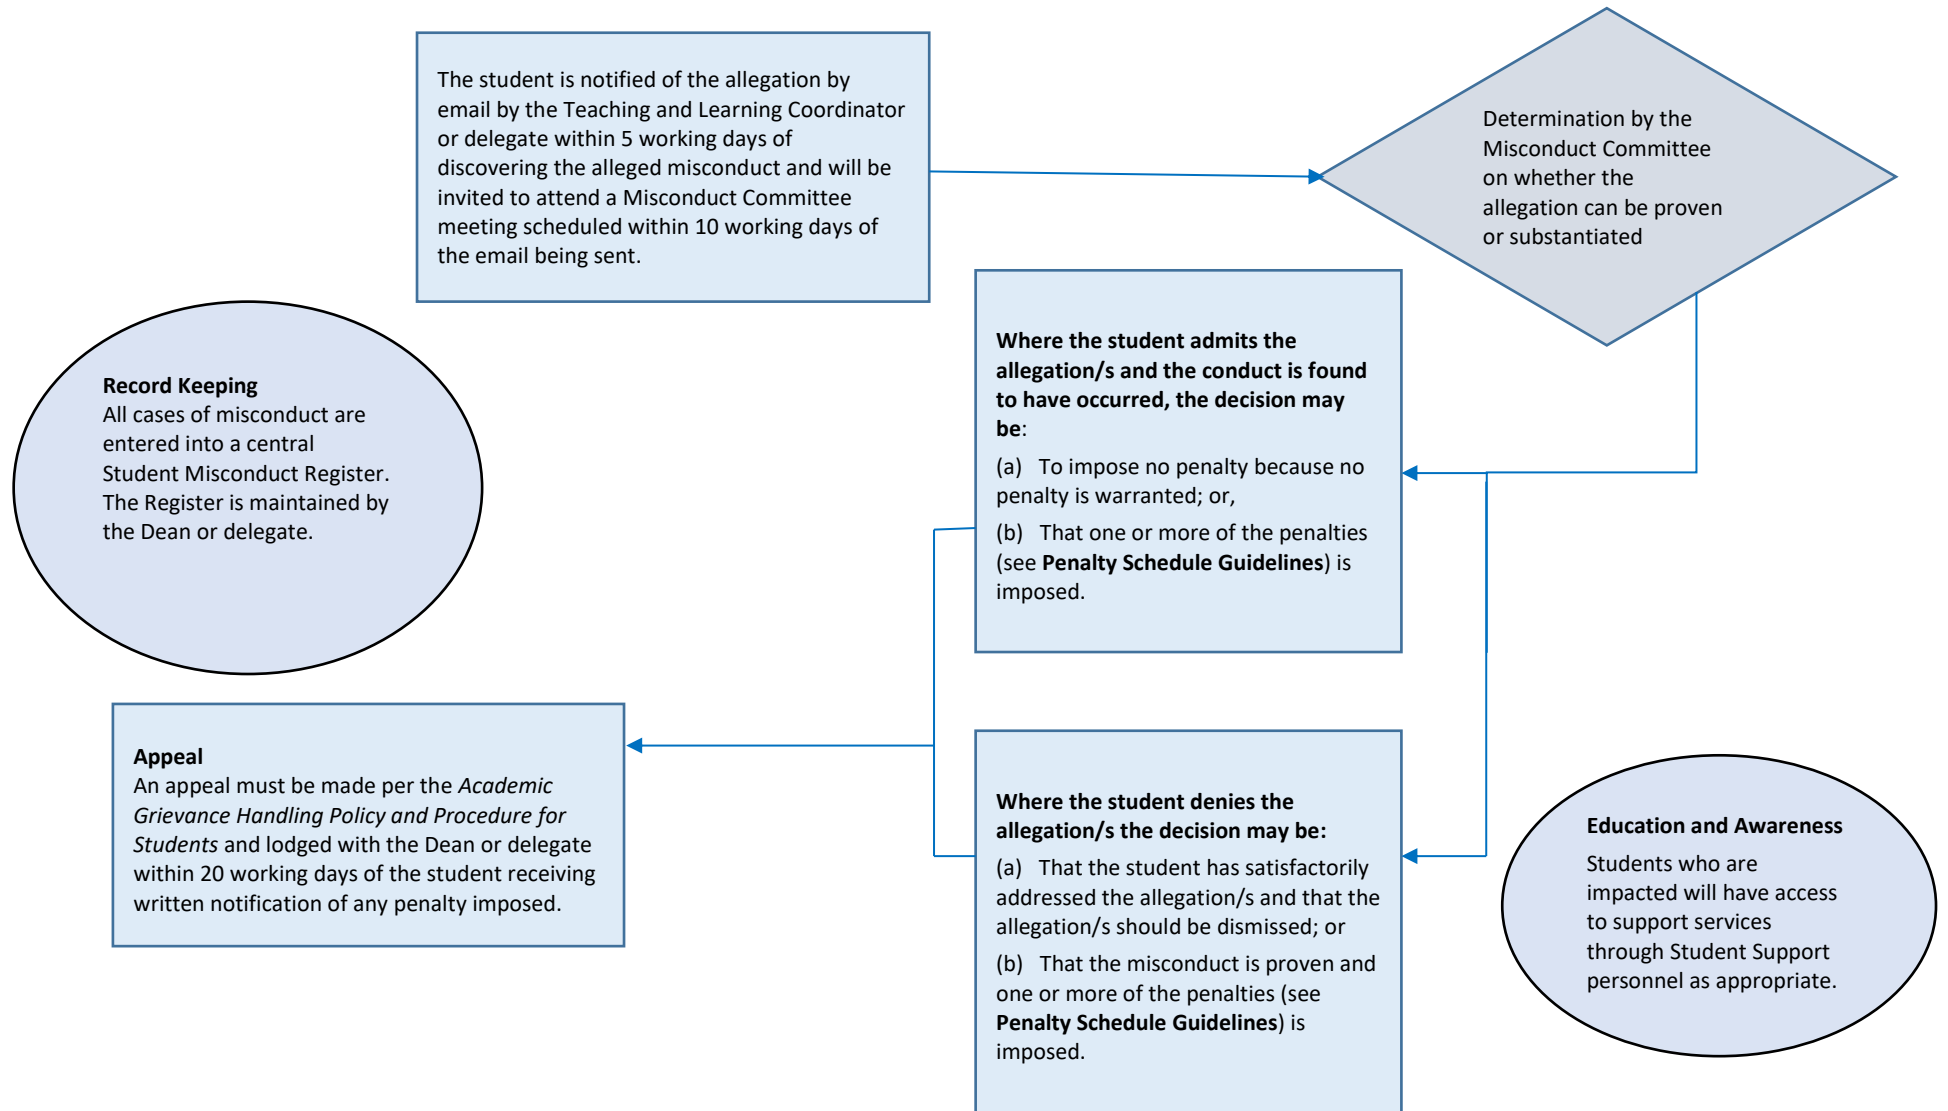 The student is notified of the allegation by
email by the Teaching and Learning Coordinator
or delegate within 5 working days of
discovering the alleged misconduct and will be
invited to attend a Misconduct Committee
meeting scheduled within 10 working days of
the email being sent.
Determination by the
Misconduct Committee
on whether the
allegation can be proven
or substantiated
Where the student admits the
allegation/s and the conduct is found
to have occurred, the decision may
be:
(a) To impose no penalty because no
penalty is warranted; or,
(b) That one or more of the penalties
(see Penalty Schedule Guidelines) is
imposed.
Record Keeping
All cases of misconduct are
entered into a central
Student Misconduct Register.
The Register is maintained by
the Dean or delegate.
Where the student denies the
allegation/s the decision may be:
(a) That the student has satisfactorily
addressed the allegation/s and that the
allegation/s should be dismissed; or
(b) That the misconduct is proven and
one or more of the penalties (see
Penalty Schedule Guidelines) is
imposed.
Appeal
An appeal must be made per the Academic
Grievance Handling Policy and Procedure for
Students and lodged with the Dean or delegate
within 20 working days of the student receiving
written notification of any penalty imposed.
Education and Awareness
Students who are
impacted will have access
to support services
through Student Support
personnel as appropriate.